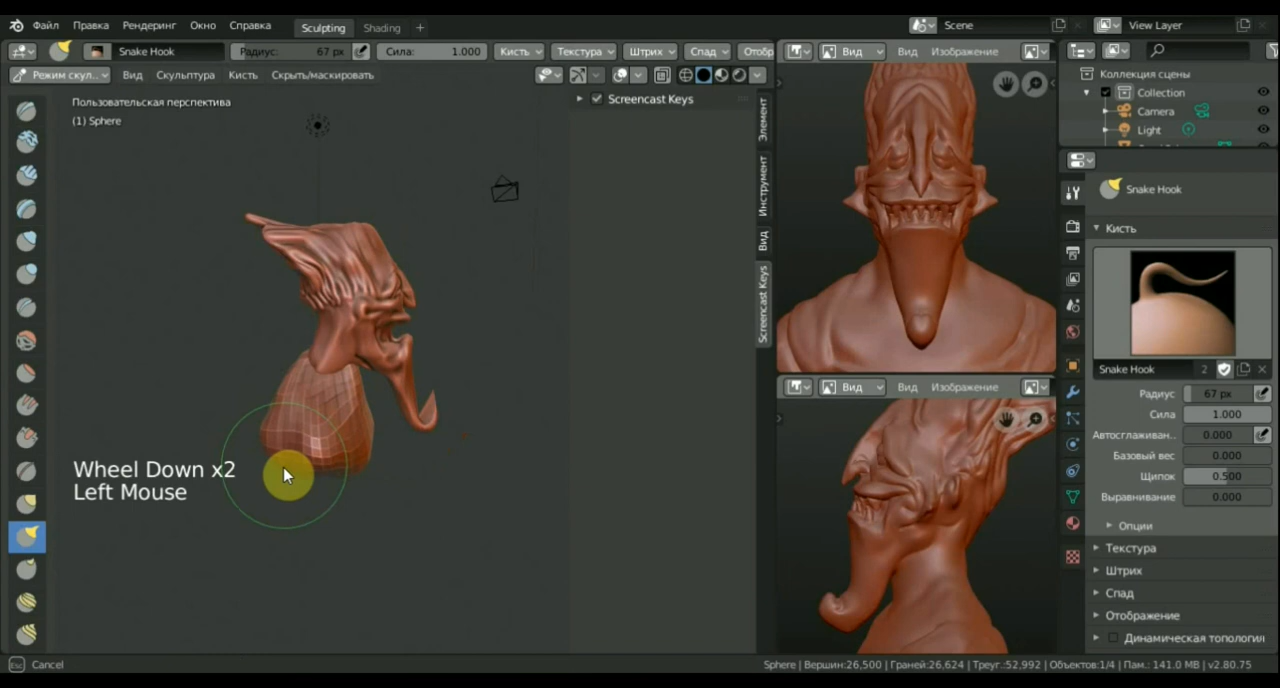 Файл Правка Рендеринг Окно Справка Sculpting Shading + Scene View Layer
Snake Hook Радиус: 67 px Сила: 1.000 Кисть Текстура Штрих Спад Отобр Вид Вид Изображение
Режим скул.. Вид Скульптура Кисть Скрыть/маскировать
Коллекция сцены
Collection
Camera
Light
Пользовательская перспектива
(1) Sphere
Screencast Keys
Элемент
Инструмент
Вид
Screencast Keys
Wheel Down x2
Left Mouse
Вид Вид Изображение
Snake Hook
Кисть
Snake Hook 2
Радиус 67 px
Сила 1.000
Автосглаживан.. 0.000
Базовый вес 0.000
Щипок 0.500
Выравнивание 0.000
Опции
Текстура
Штрих
Спад
Отображение
Динамическая топология
Esc Cancel
Sphere | Вершин:26,500 | Граней:26,624 | Треуг.:52,992 | Объектов:1/4 | Пам.: 141.0 MB | v2.80.75